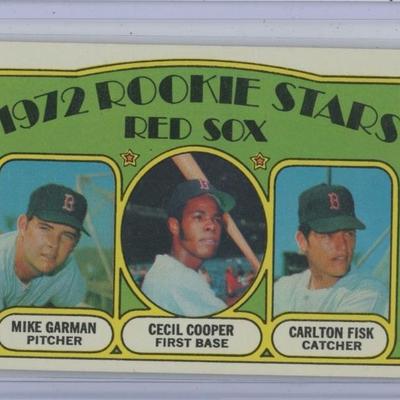 1972 ROOKIE STARS
RED SOX
B
B
MIKE GARMAN
PITCHER
CECIL COOPER
FIRST BASE
CARLTON FISK
CATCHER